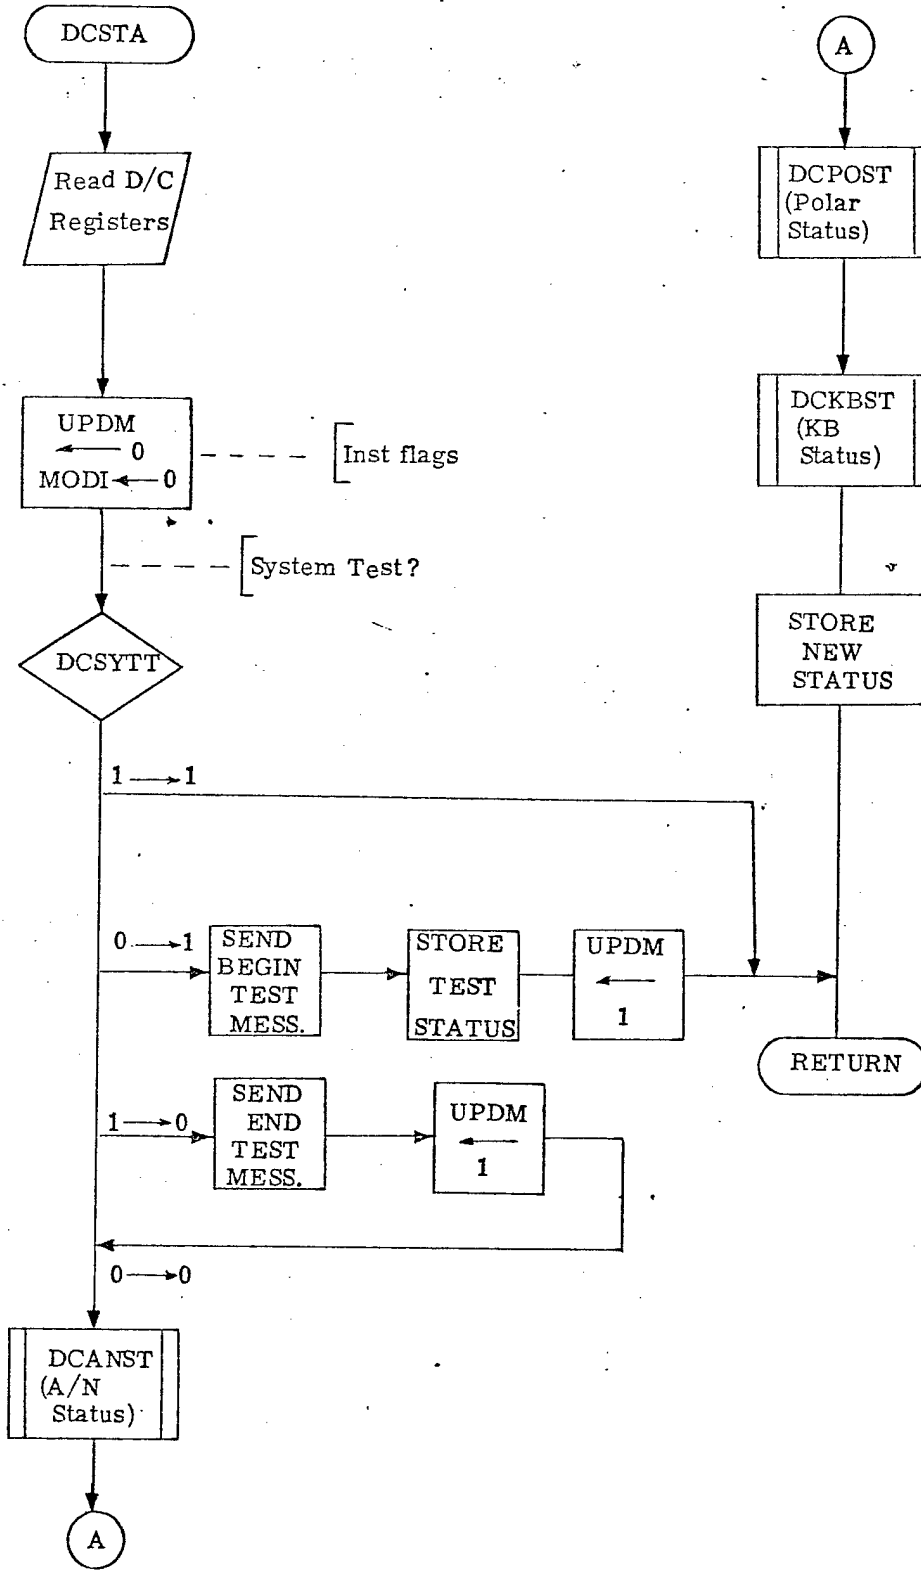 DCSTA
Read D/C
Registers
UPDM
← 0
MODI ← 0
Inst flags
System Test?
DCSYTT
1 → 1
0 → 1
SEND
BEGIN
TEST
MESS.
STORE
TEST
STATUS
UPDM
←
1
1 → 0
SEND
END
TEST
MESS.
UPDM
←
1
0 → 0
DCANST
(A/N
Status)
A
A
DCPOST
(Polar
Status)
DCKBST
(KB
Status)
STORE
NEW
STATUS
RETURN